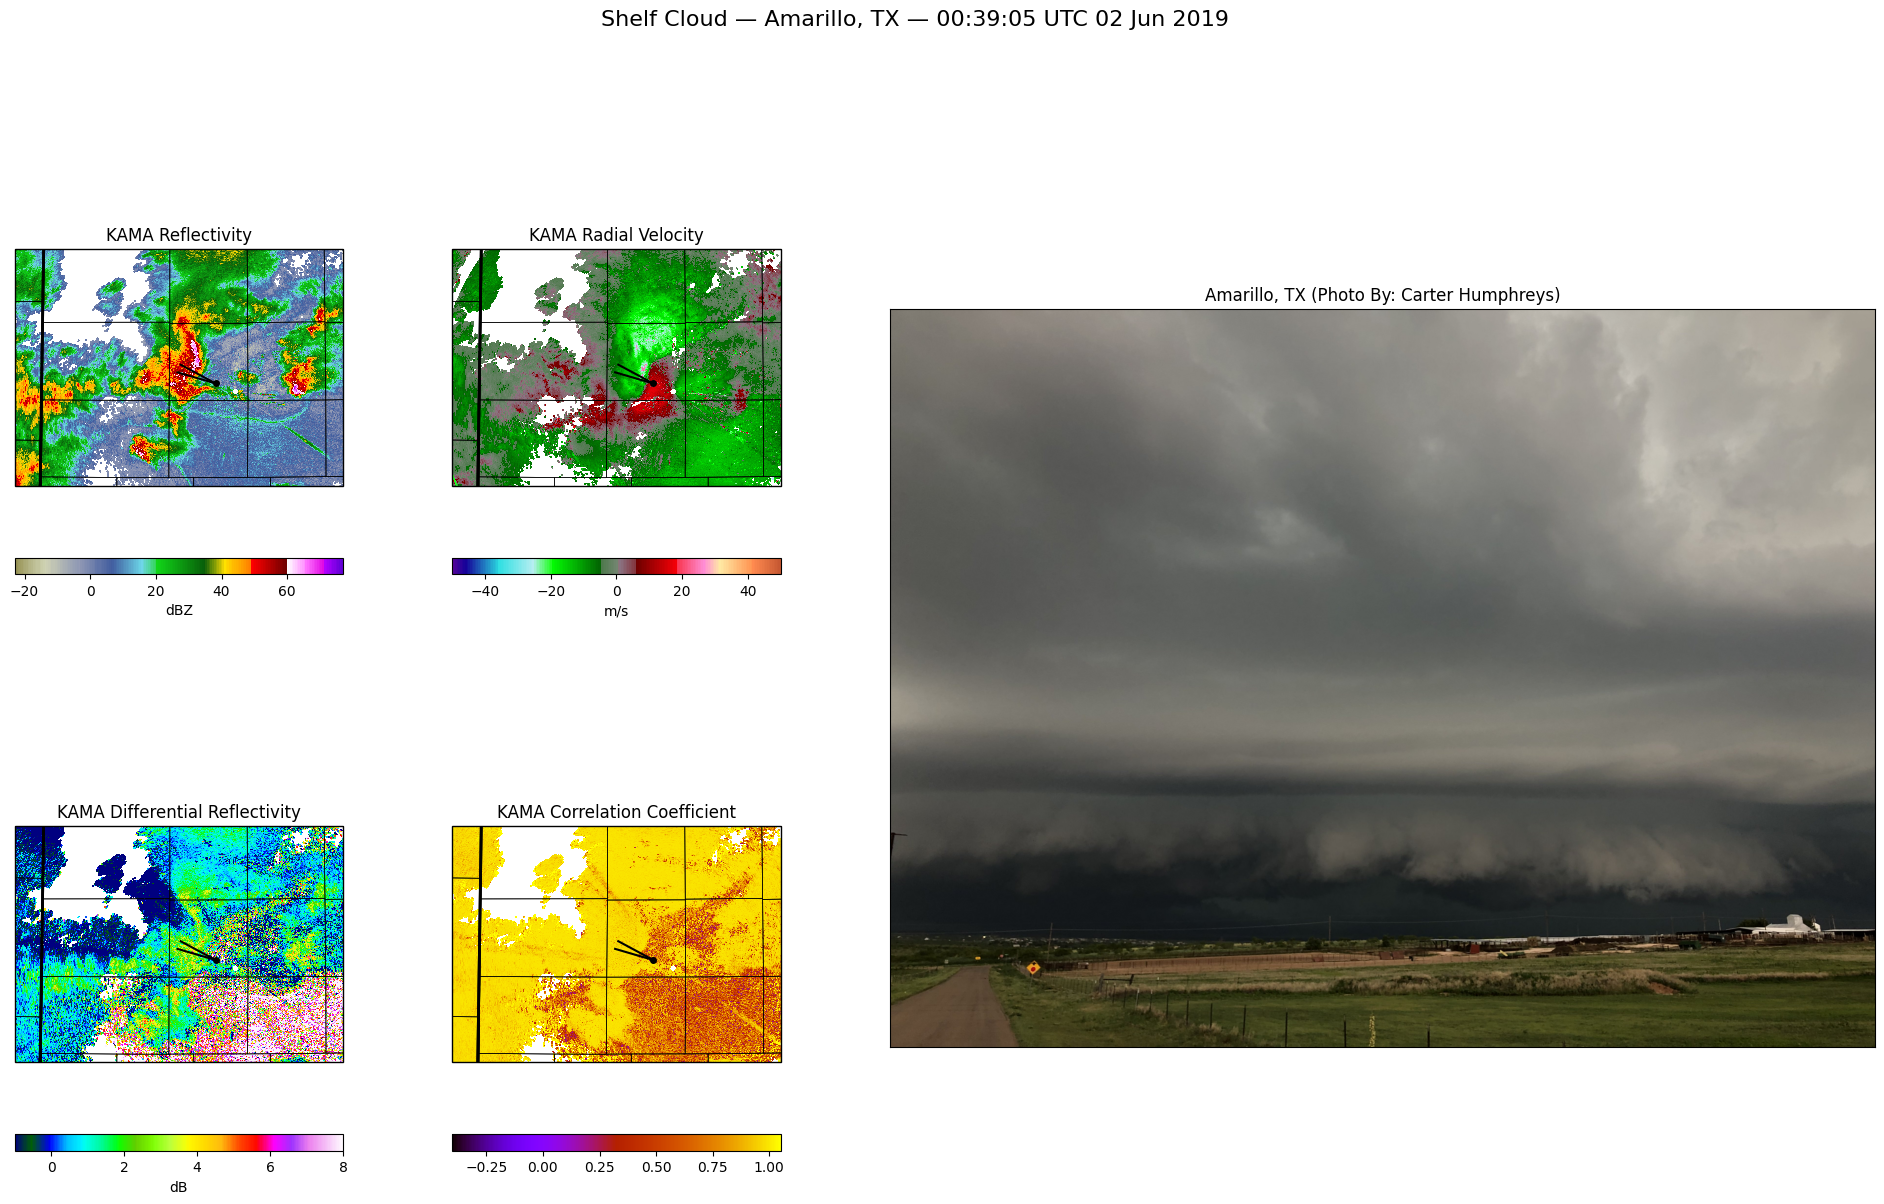 Shelf Cloud — Amarillo, TX — 00:39:05 UTC 02 Jun 2019
KAMA Reflectivity
−20 0 20 40 60
dBZ
KAMA Radial Velocity
−40 −20 0 20 40
m/s
Amarillo, TX (Photo By: Carter Humphreys)
KAMA Differential Reflectivity
0 2 4 6 8
dB
KAMA Correlation Coefficient
−0.25 0.00 0.25 0.50 0.75 1.00